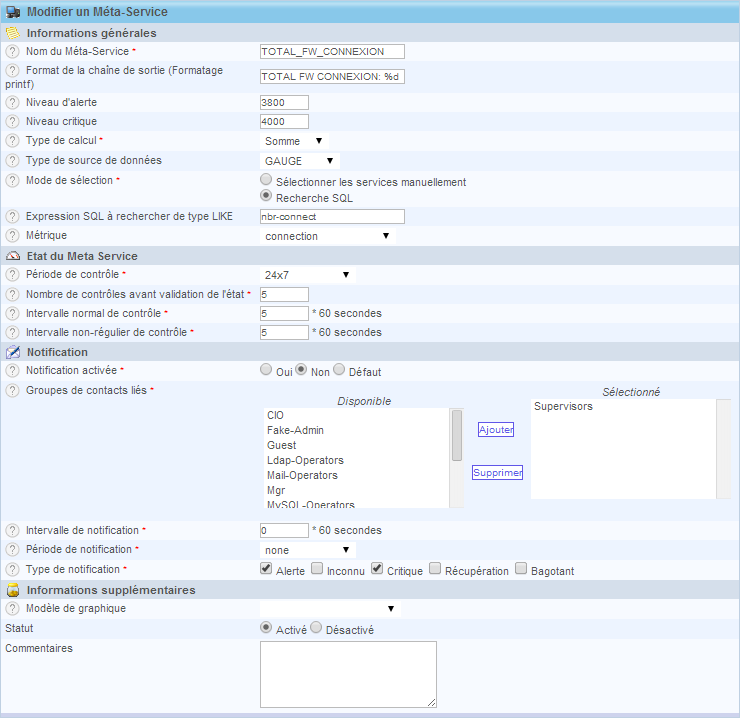 Modifier un Méta-Service
Informations générales
? Nom du Méta-Service * TOTAL_FW_CONNEXION
? Format de la chaîne de sortie (Formatage
printf) TOTAL FW CONNEXION: %d
? Niveau d'alerte 3800
? Niveau critique 4000
? Type de calcul * Somme
? Type de source de données GAUGE
? Mode de sélection * Sélectionner les services manuellement
Recherche SQL
? Expression SQL à rechercher de type LIKE nbr-connect
? Métrique connection
Etat du Meta Service
? Période de contrôle * 24x7
? Nombre de contrôles avant validation de l'état * 5
? Intervalle normal de contrôle * 5 * 60 secondes
? Intervalle non-régulier de contrôle * 5 * 60 secondes
Notification
? Notification activée * Oui Non Défaut
? Groupes de contacts liés *
Disponible
CIO
Fake-Admin
Guest
Ldap-Operators
Mail-Operators
Mgr
MySQL-Operators
Ajouter
Supprimer
Sélectionné
Supervisors
? Intervalle de notification * 0 * 60 secondes
? Période de notification * none
? Type de notification * Alerte Inconnu Critique Récupération Bagotant
Informations supplémentaires
? Modèle de graphique
Statut Activé Désactivé
Commentaires